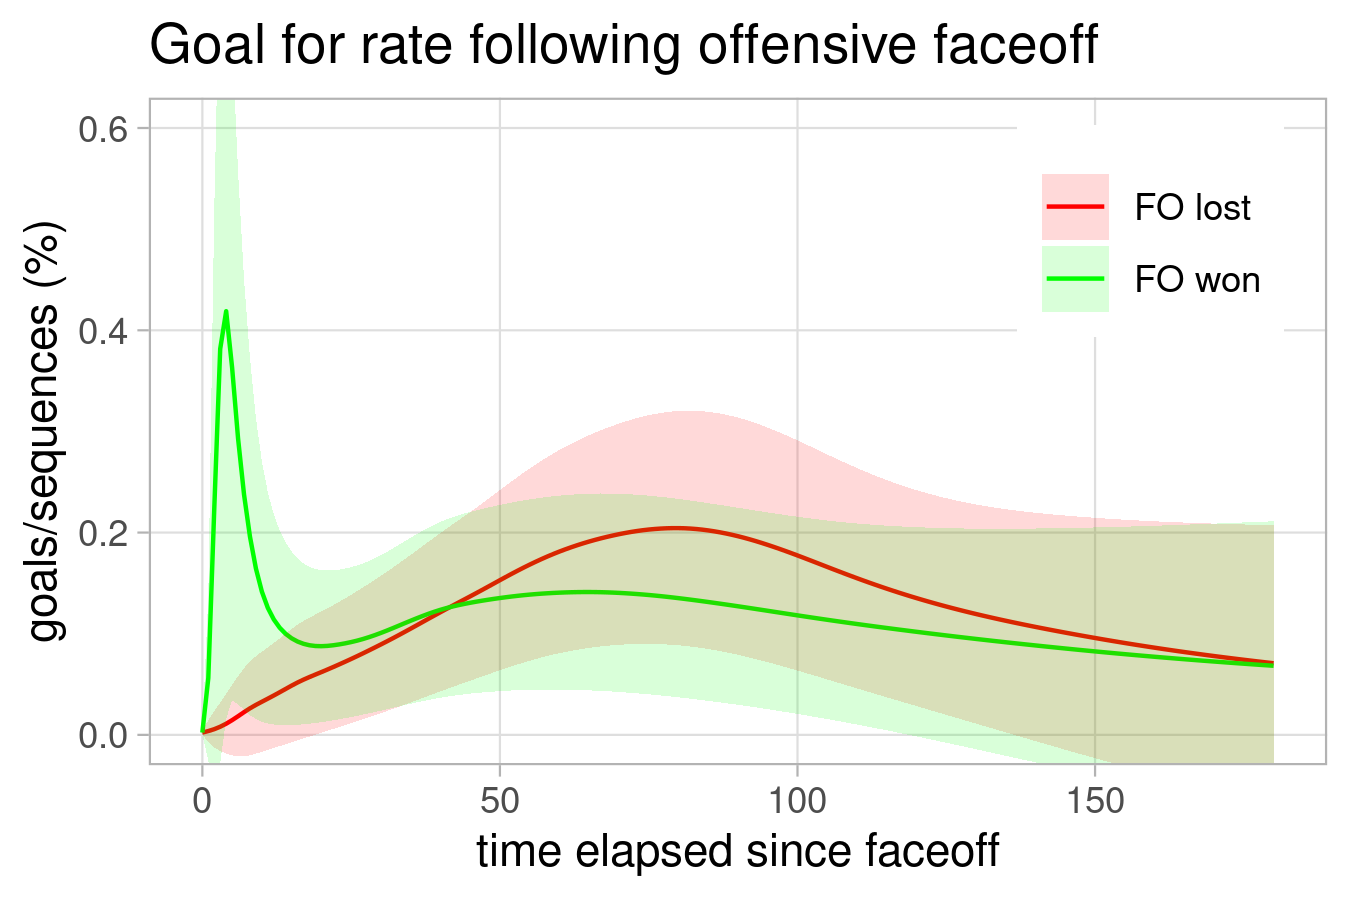 Goal for rate following offensive faceoff
goals/sequences (%)
0.6
0.4
0.2
0.0
FO lost
FO won
0 50 100 150
time elapsed since faceoff